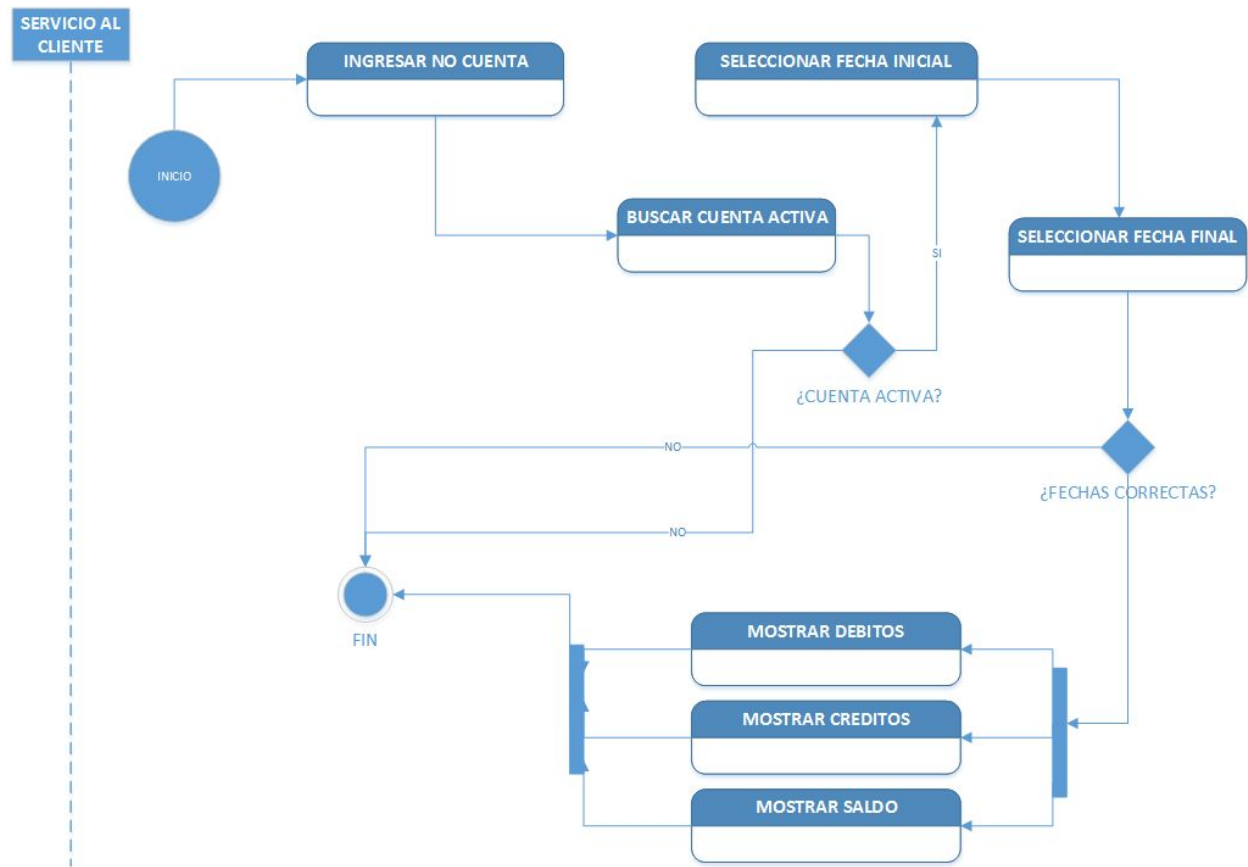 SERVICIO AL
CLIENTE
INGRESAR NO CUENTA
SELECCIONAR FECHA INICIAL
INICIO
BUSCAR CUENTA ACTIVA
SI
SELECCIONAR FECHA FINAL
¿CUENTA ACTIVA?
NO
¿FECHAS CORRECTAS?
NO
FIN
MOSTRAR DEBITOS
MOSTRAR CREDITOS
MOSTRAR SALDO